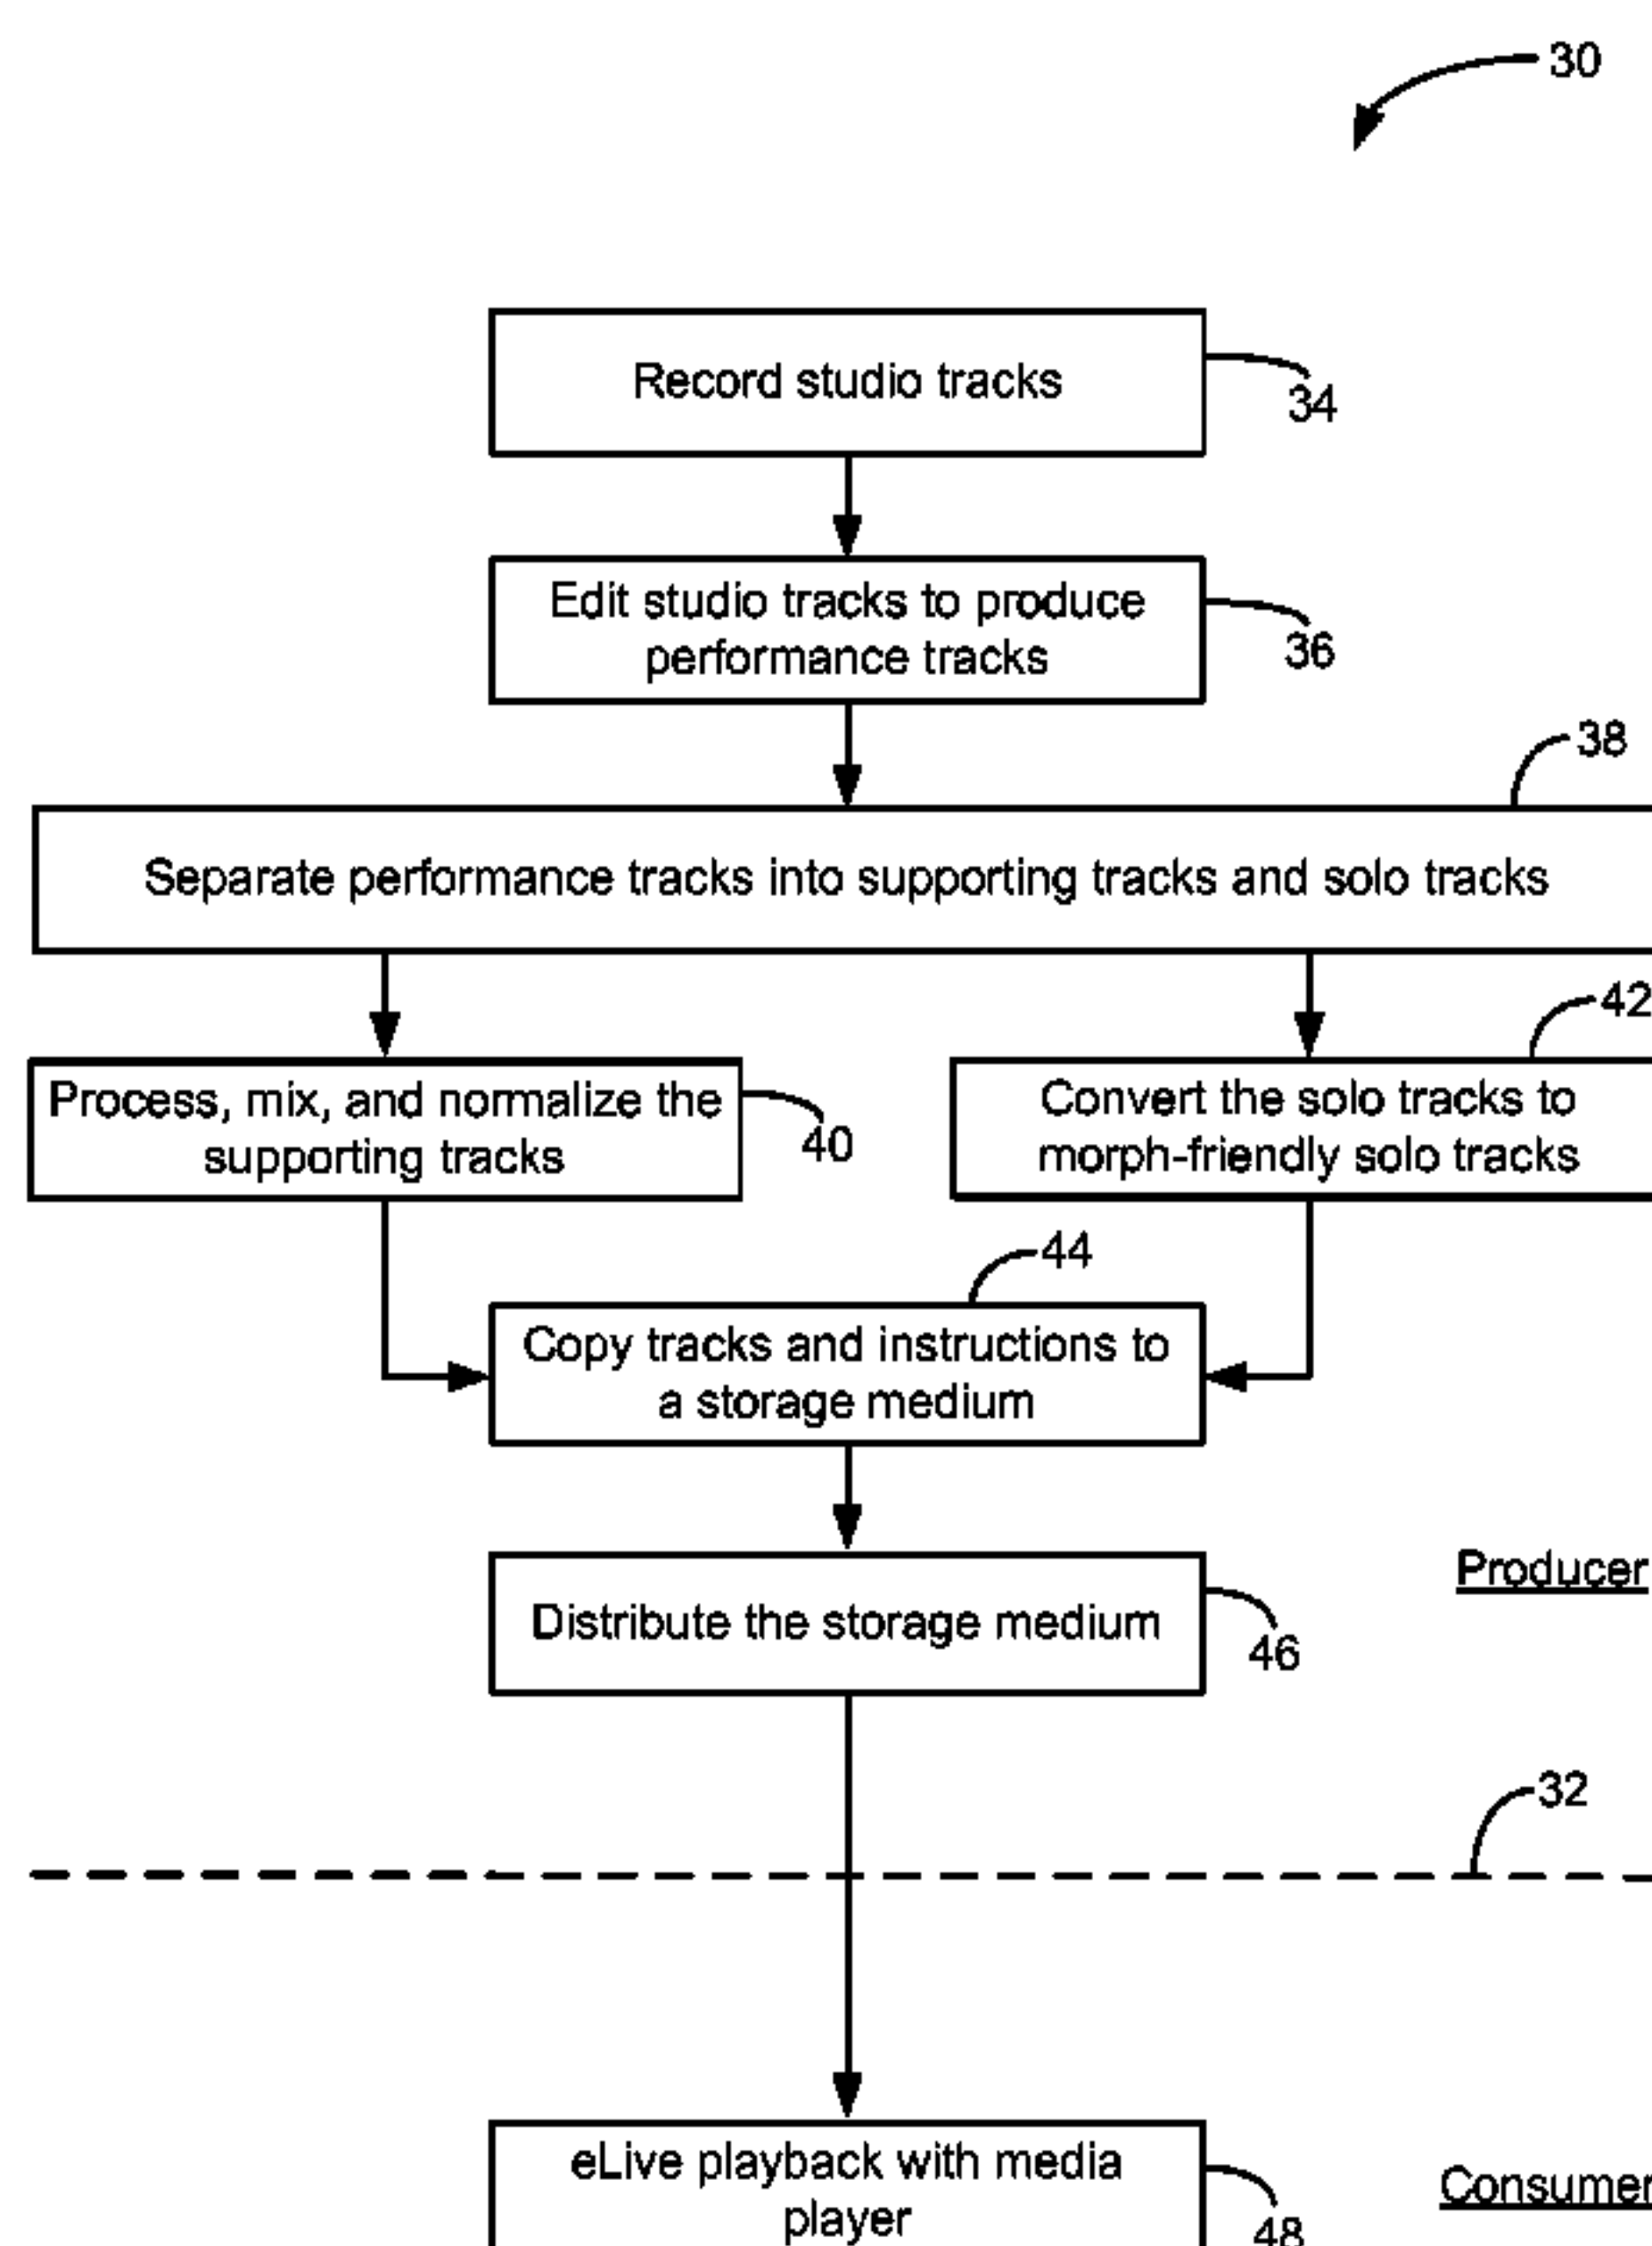 30
Record studio tracks
34
Edit studio tracks to produce
performance tracks
36
38
Separate performance tracks into supporting tracks and solo tracks
42
Process, mix, and normalize the
supporting tracks
40
Convert the solo tracks to
morph-friendly solo tracks
44
Copy tracks and instructions to
a storage medium
Producer
Distribute the storage medium
46
32
eLive playback with media
player
48
Consumer